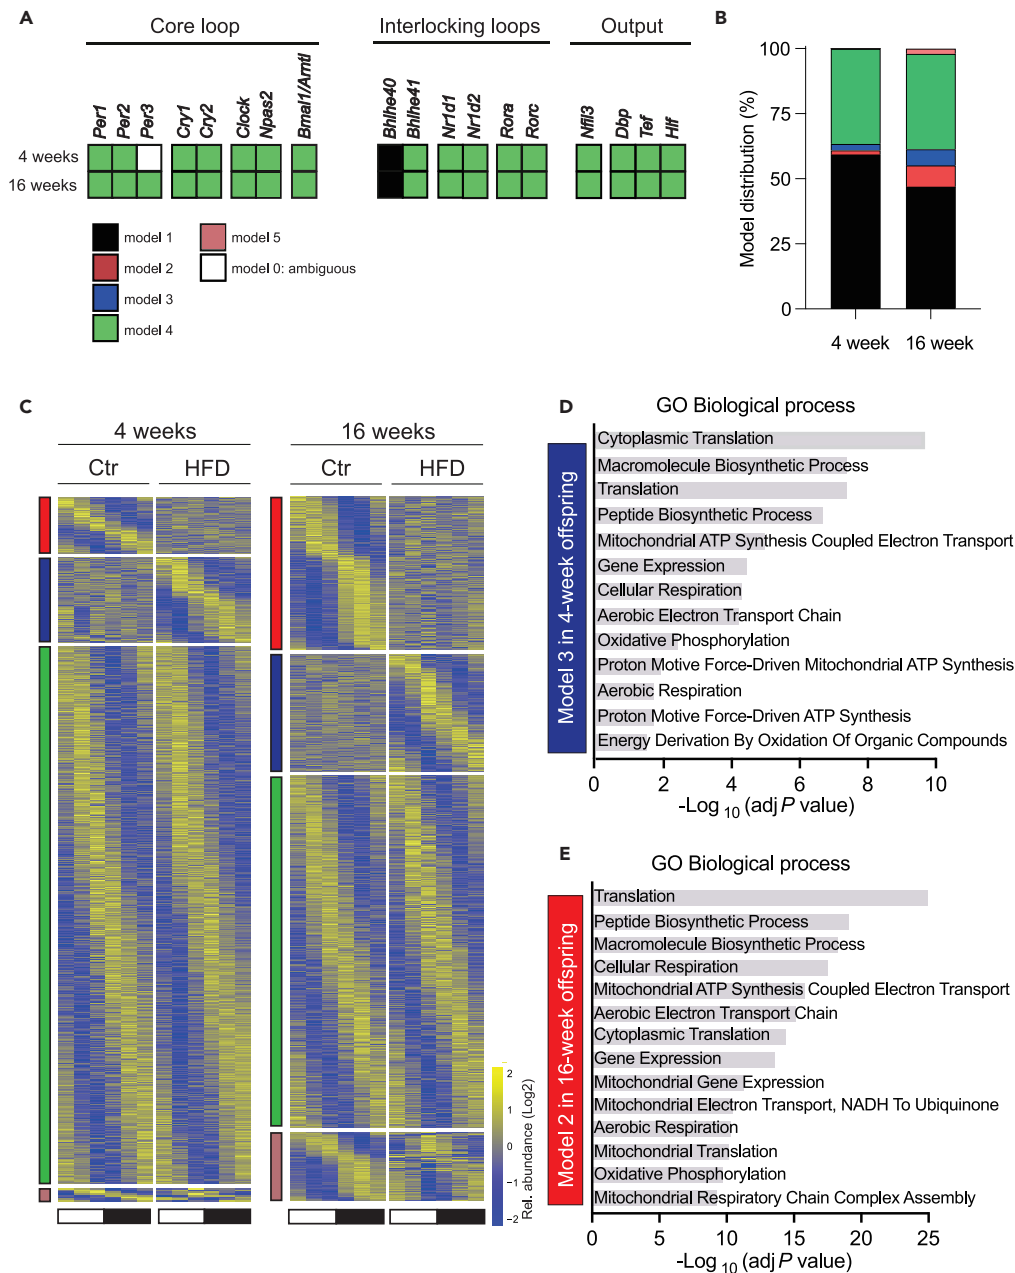 A
Core loop
Interlocking loops
Output
Per1
Per2
Per3
Cry1
Cry2
Clock
Npas2
Bmal1/Arntl
Bhlhe40
Bhlhe41
Nr1d1
Nr1d2
Rora
Rorc
Nfil3
Dbp
Tef
Hlf
4 weeks
16 weeks
model 1
model 2
model 3
model 4
model 5
model 0: ambiguous
B
Model distribution (%)
100
75
50
25
0
4 week
16 week
C
4 weeks
16 weeks
Ctr
HFD
Ctr
HFD
Rel. abundance (Log2)
2
1
0
−1
−2
D
GO Biological process
Model 3 in 4-week offspring
Cytoplasmic Translation
Macromolecule Biosynthetic Process
Translation
Peptide Biosynthetic Process
Mitochondrial ATP Synthesis Coupled Electron Transport
Gene Expression
Cellular Respiration
Aerobic Electron Transport Chain
Oxidative Phosphorylation
Proton Motive Force-Driven Mitochondrial ATP Synthesis
Aerobic Respiration
Proton Motive Force-Driven ATP Synthesis
Energy Derivation By Oxidation Of Organic Compounds
0 2 4 6 8 10
-Log 10 (adj P value)
E
GO Biological process
Model 2 in 16-week offspring
Translation
Peptide Biosynthetic Process
Macromolecule Biosynthetic Process
Cellular Respiration
Mitochondrial ATP Synthesis Coupled Electron Transport
Aerobic Electron Transport Chain
Cytoplasmic Translation
Gene Expression
Mitochondrial Gene Expression
Mitochondrial Electron Transport, NADH To Ubiquinone
Aerobic Respiration
Mitochondrial Translation
Oxidative Phosphorylation
Mitochondrial Respiratory Chain Complex Assembly
0 5 10 15 20 25
-Log 10 (adj P value)